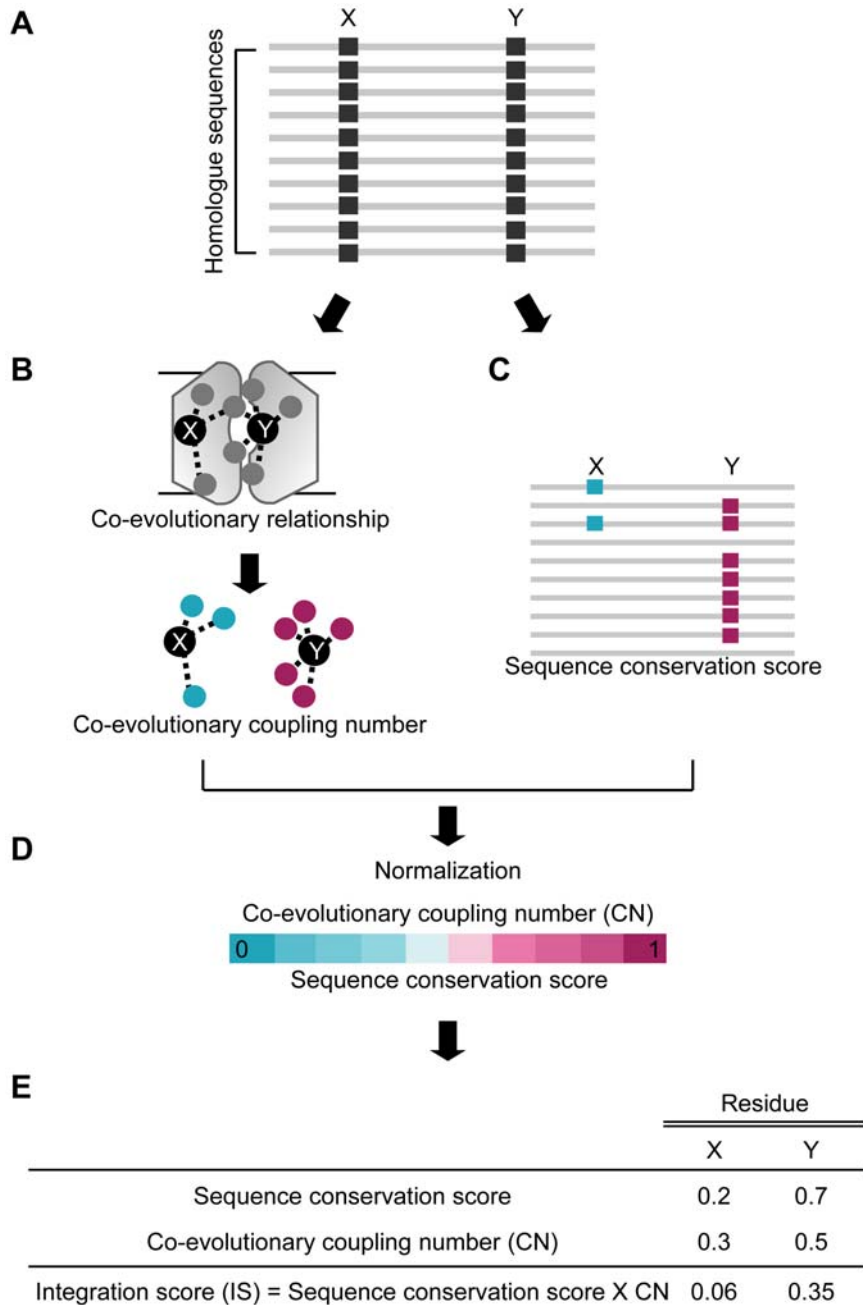 A
X Y
Homologue sequences
B
X Y
Co-evolutionary relationship
X Y
Co-evolutionary coupling number
C
X Y
Sequence conservation score
D
Normalization
Co-evolutionary coupling number (CN)
0 1
Sequence conservation score
E
Residue
X Y
Sequence conservation score 0.2 0.7
Co-evolutionary coupling number (CN) 0.3 0.5
Integration score (IS) = Sequence conservation score X CN 0.06 0.35